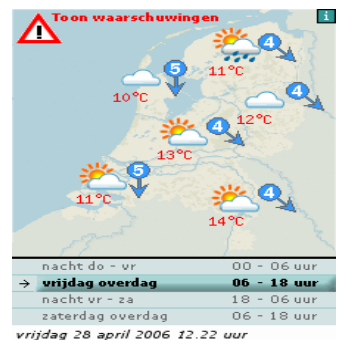 Toon waarschuwingen
i
4
11°C
5
10°C
4
12°C
4
13°C
5
11°C
4
14°C
nacht do - vr 00 - 06 uur
→ vrijdag overdag 06 - 18 uur
nacht vr - za 18 - 06 uur
zaterdag overdag 06 - 18 uur
vrijdag 28 april 2006 12.22 uur